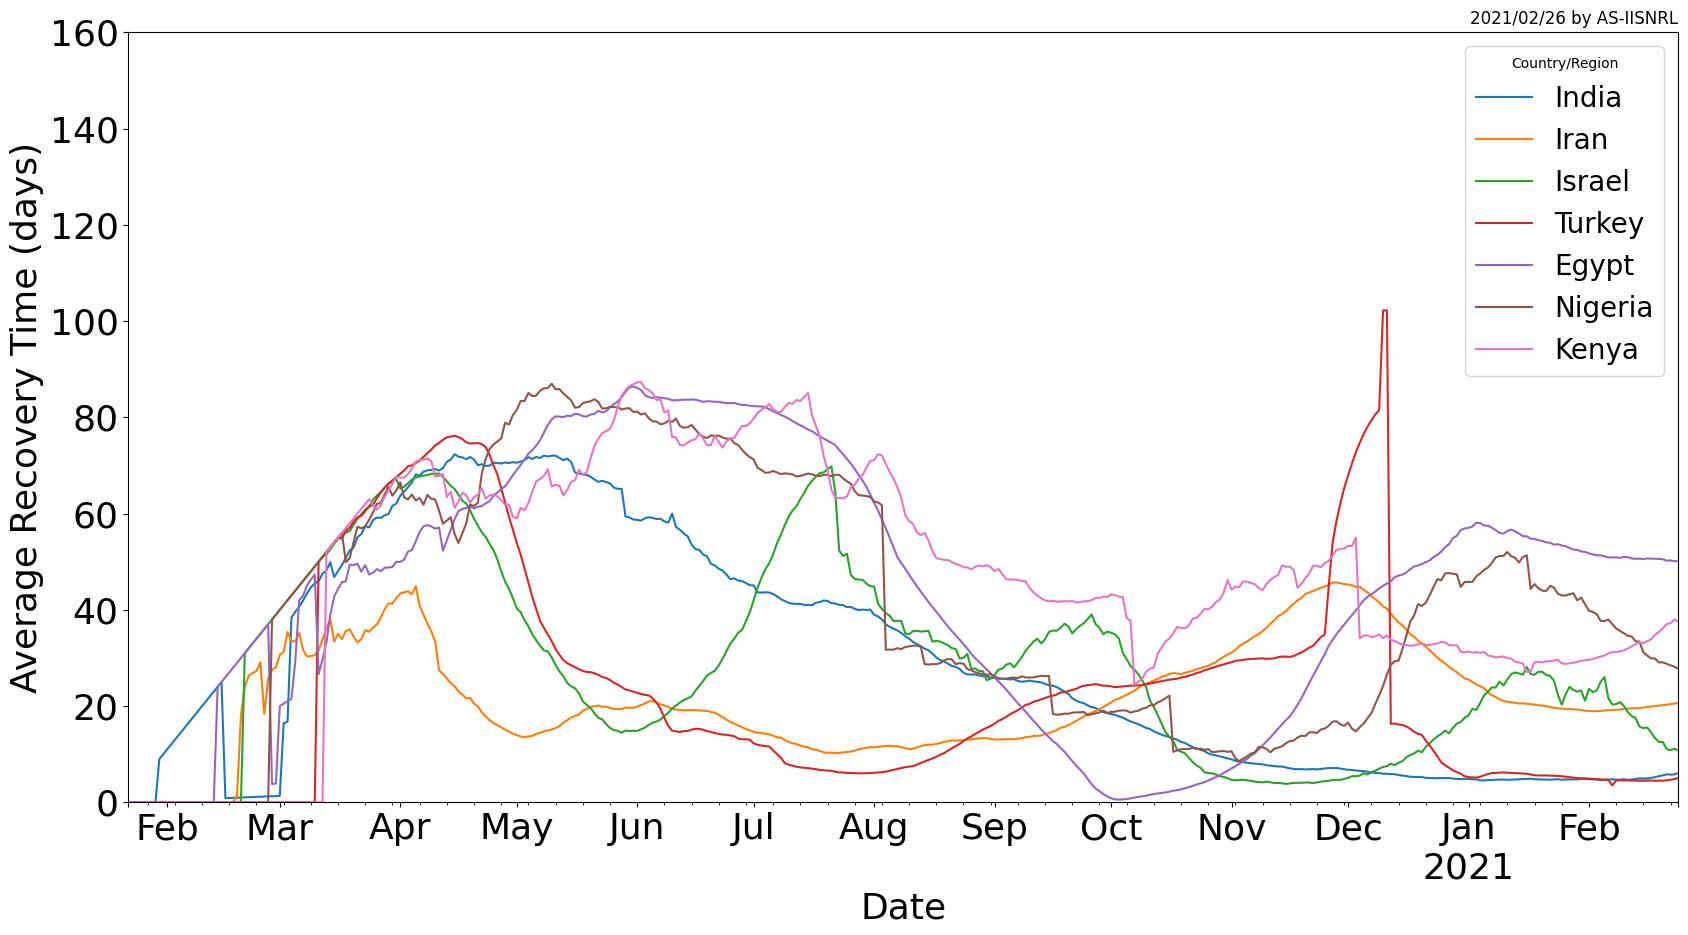 2021/02/26 by AS-IISNRL
160
140
120
100
80
60
40
20
0
Average Recovery Time (days)
Country/Region
India
Iran
Israel
Turkey
Egypt
Nigeria
Kenya
Feb Mar Apr May Jun Jul Aug Sep Oct Nov Dec Jan Feb
2021
Date